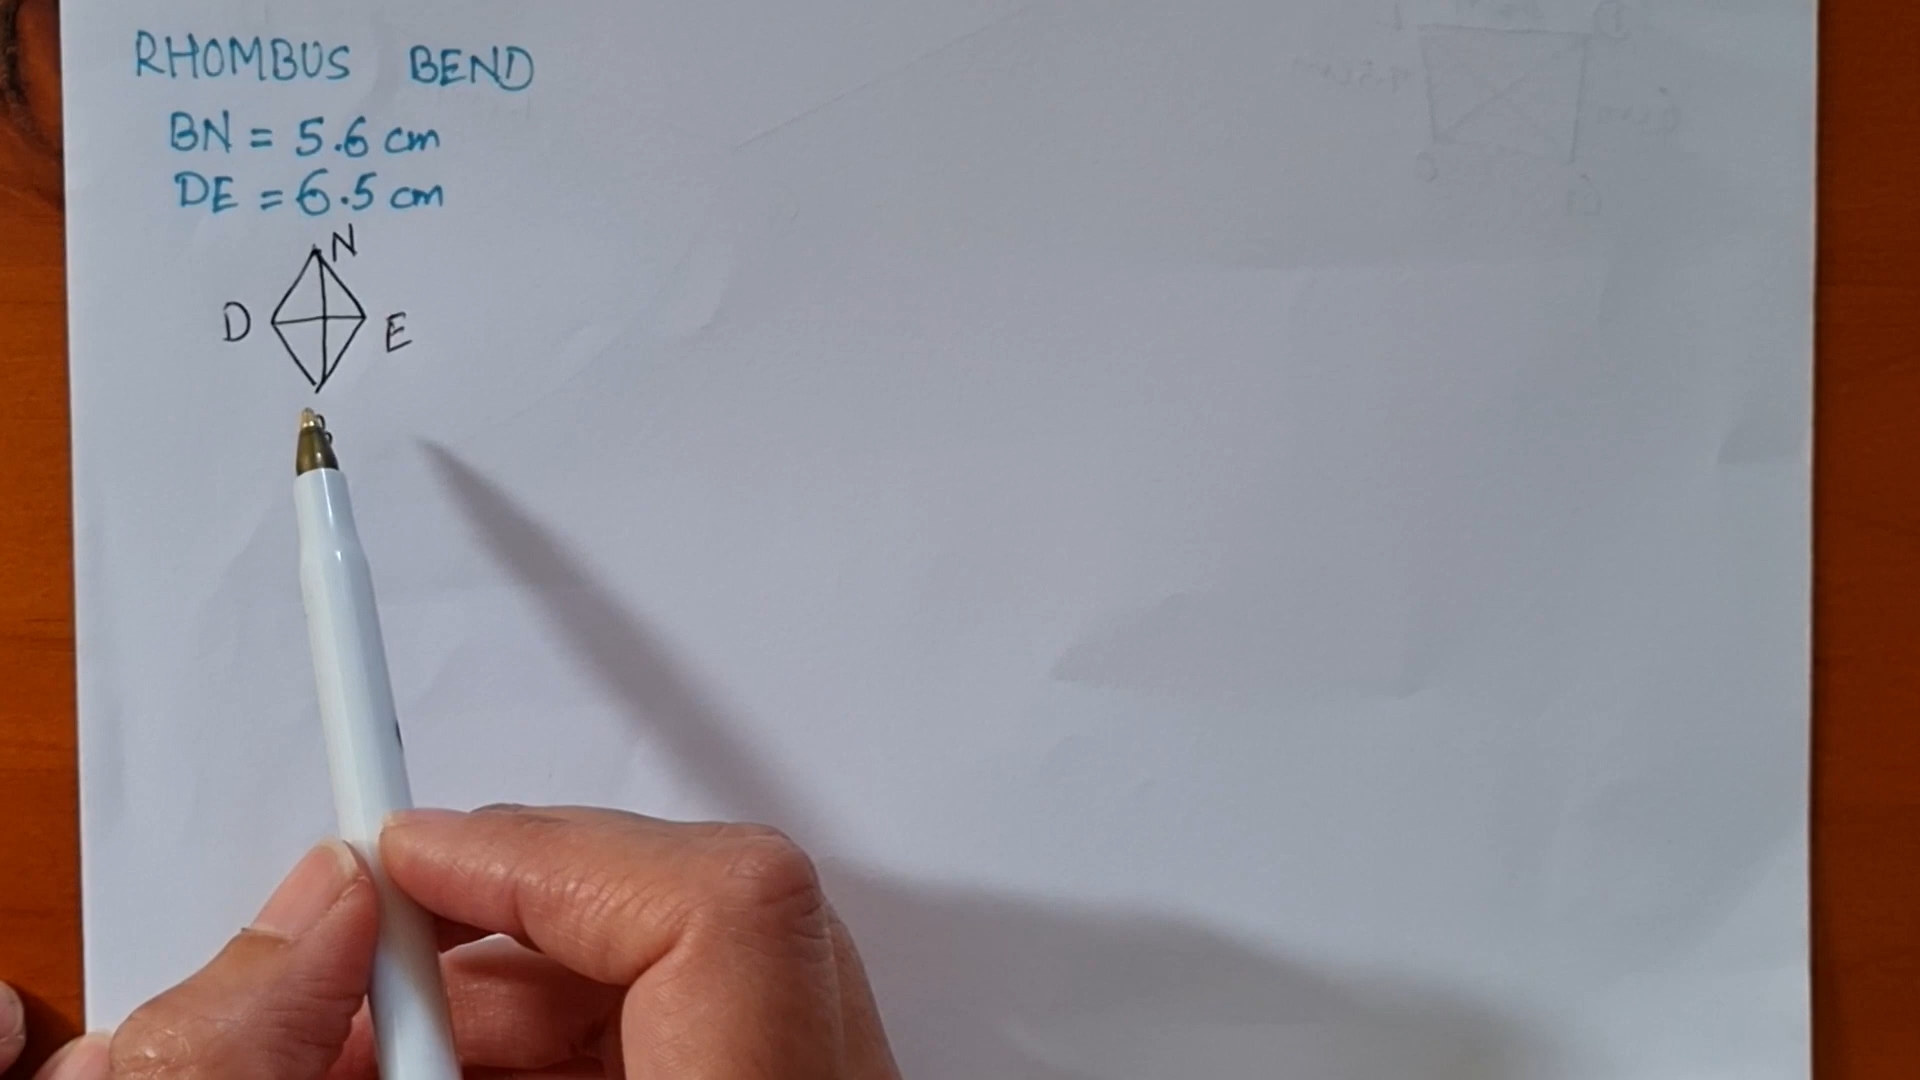 RHOMBUS BEND
BN = 5.6 cm
DE = 6.5 cm
N
D E